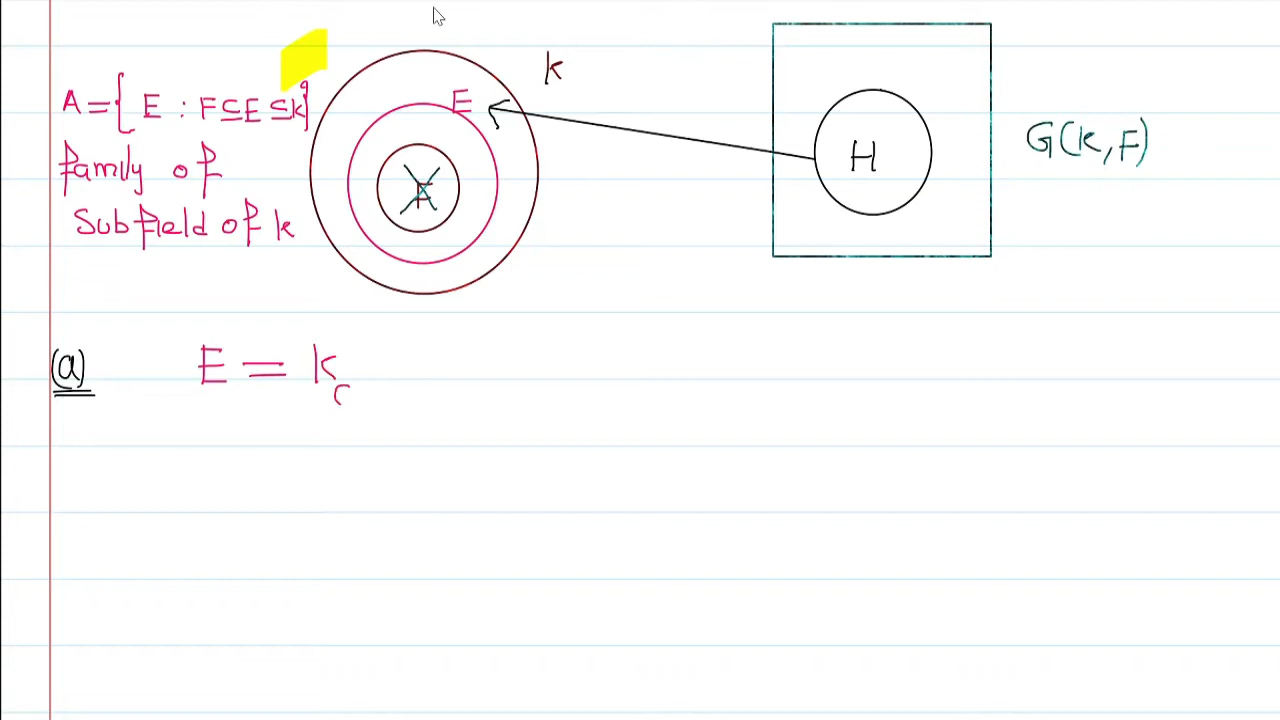 A = { E : F ⊆ E ⊆ k }
family of
Subfield of k
E
F
k
H
G(k, F)
(a) E = k